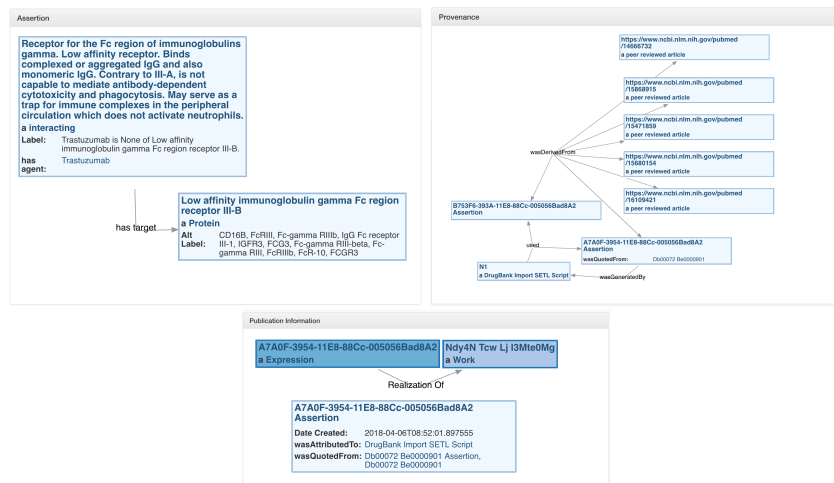 Assertion
Receptor for the Fc region of immunoglobulins
gamma. Low affinity receptor. Binds
complexed or aggregated IgG and also
monomeric IgG. Contrary to III-A, is not
capable to mediate antibody-dependent
cytotoxicity and phagocytosis. May serve as a
trap for immune complexes in the peripheral
circulation which does not activate neutrophils.
a interacting
Label: Trastuzumab is None of Low affinity
immunoglobulin gamma Fc region receptor III-B.
has Trastuzumab
agent:
has target
Low affinity immunoglobulin gamma Fc region
receptor III-B
a Protein
Alt CD16B, FcRIII, Fc-gamma RIIIb, IgG Fc receptor
Label: III-1, IGFR3, FCG3, Fc-gamma RIII-beta, Fc-
gamma RIII, FcRIIIb, FcR-10, FCGR3
Provenance
https://www.ncbi.nlm.nih.gov/pubmed
/14666732
a peer reviewed article
https://www.ncbi.nlm.nih.gov/pubmed
/15868915
a peer reviewed article
https://www.ncbi.nlm.nih.gov/pubmed
/15471859
a peer reviewed article
wasDerivedFrom
https://www.ncbi.nlm.nih.gov/pubmed
/15680154
a peer reviewed article
https://www.ncbi.nlm.nih.gov/pubmed
/16109421
a peer reviewed article
B753F6-393A-11E8-88Cc-005056Bad8A2
Assertion
used
A7A0F-3954-11E8-88Cc-005056Bad8A2
Assertion
wasQuotedFrom: Db00072 Be0000901
N1
a DrugBank Import SETL Script
wasGeneratedBy
Publication Information
A7A0F-3954-11E8-88Cc-005056Bad8A2
a Expression
Ndy4N Tcw Lj I3Mte0Mg
a Work
Realization Of
A7A0F-3954-11E8-88Cc-005056Bad8A2
Assertion
Date Created: 2018-04-06T08:52:01.897555
wasAttributedTo: DrugBank Import SETL Script
wasQuotedFrom: Db00072 Be0000901 Assertion,
Db00072 Be0000901